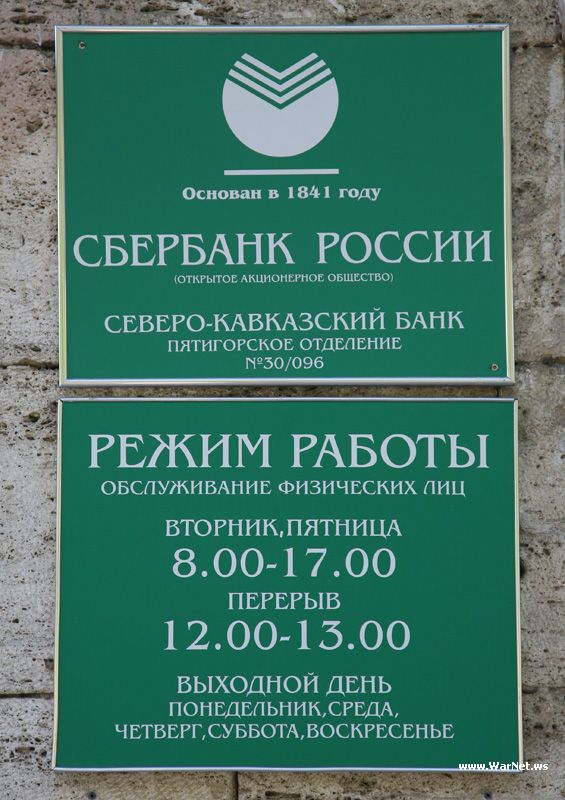 Основан в 1841 году
СБЕРБАНК РОССИИ
(ОТКРЫТОЕ АКЦИОНЕРНОЕ ОБЩЕСТВО)
СЕВЕРО-КАВКАЗСКИЙ БАНК
ПЯТИГОРСКОЕ ОТДЕЛЕНИЕ
№30/096
РЕЖИМ РАБОТЫ
ОБСЛУЖИВАНИЕ ФИЗИЧЕСКИХ ЛИЦ
ВТОРНИК,ПЯТНИЦА
8.00-17.00
ПЕРЕРЫВ
12.00-13.00
ВЫХОДНОЙ ДЕНЬ
ПОНЕДЕЛЬНИК,СРЕДА,
ЧЕТВЕРГ,СУББОТА,ВОСКРЕСЕНЬЕ
www.WarNet.ws